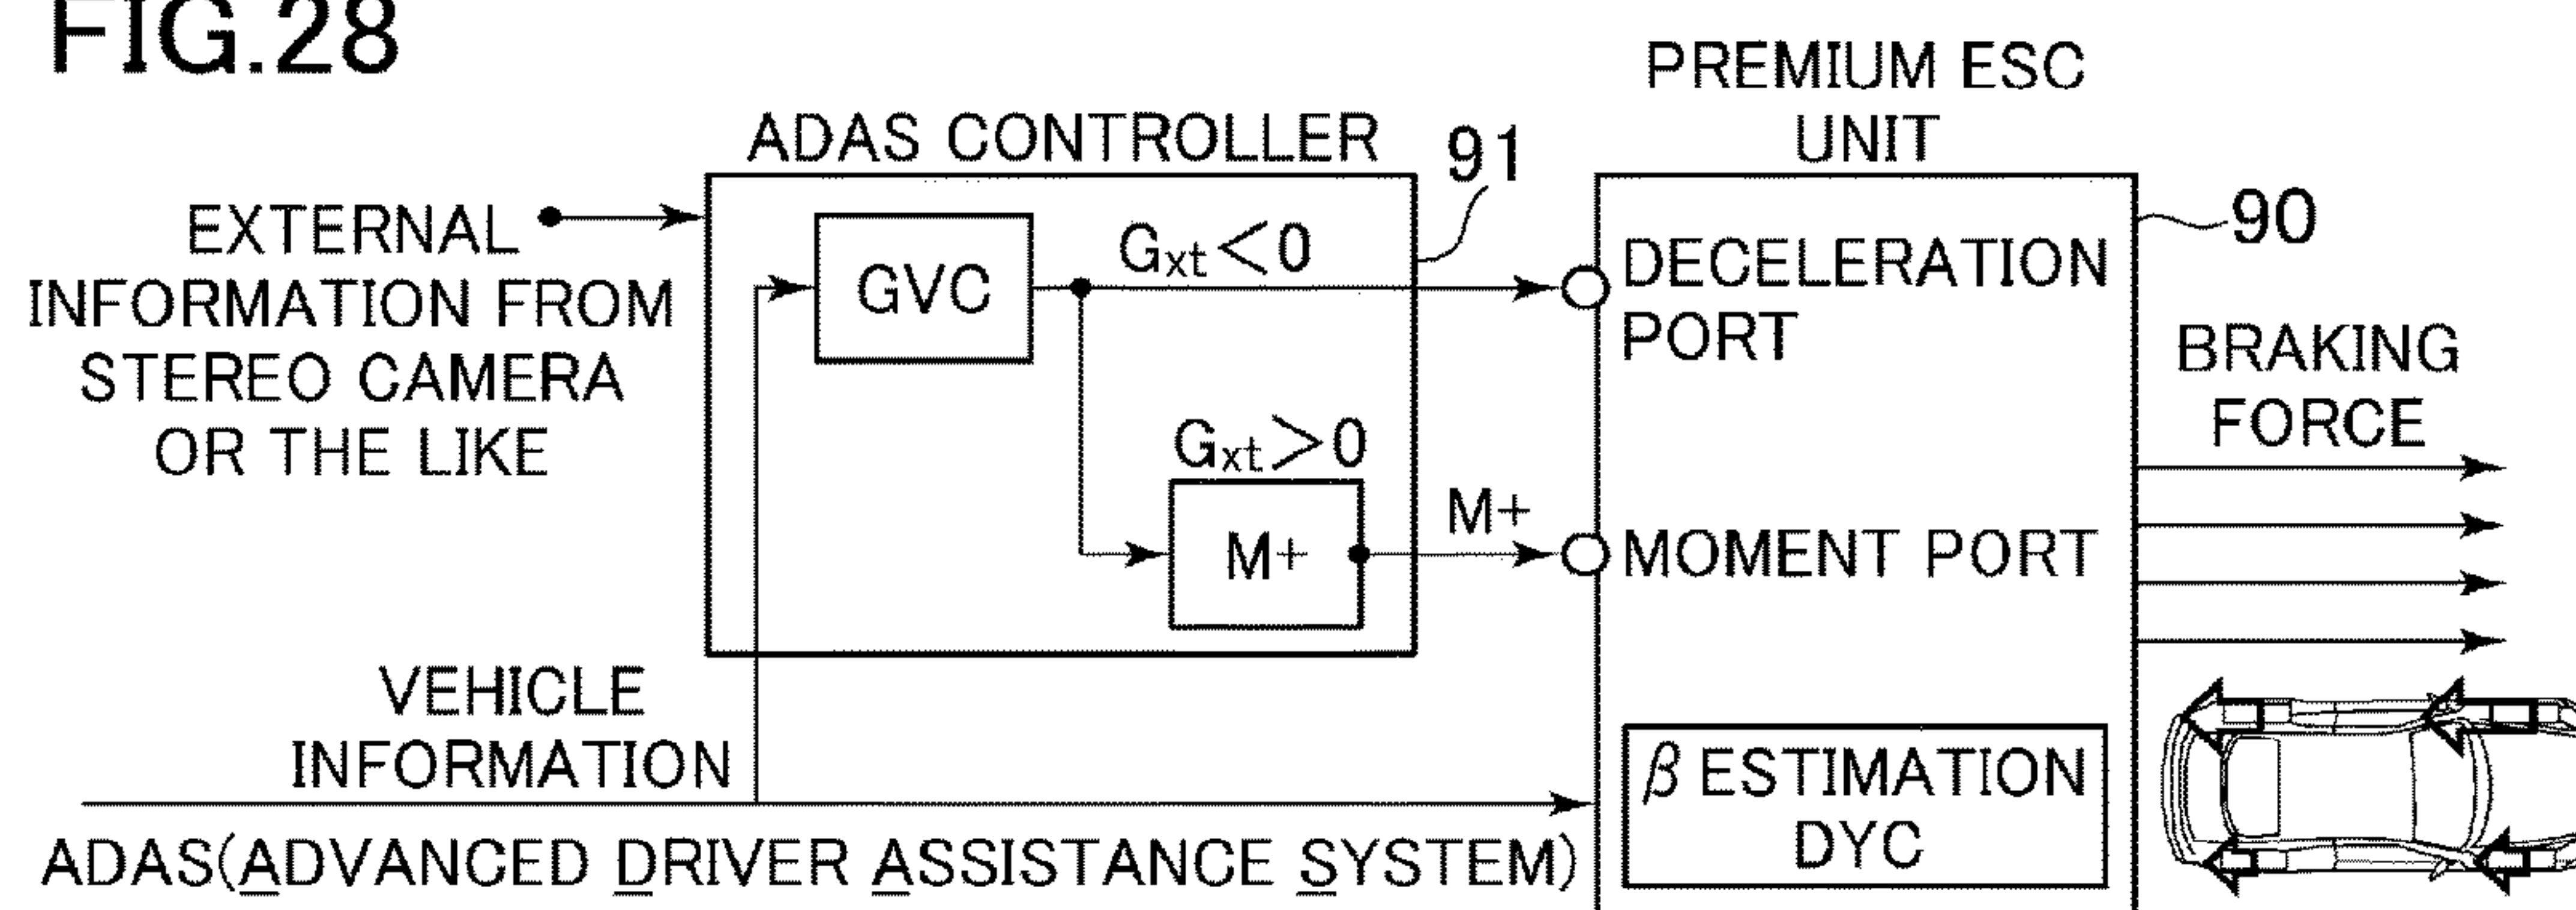 FIG.28
PREMIUM ESC
UNIT
ADAS CONTROLLER
91
90
EXTERNAL
INFORMATION FROM
STEREO CAMERA
OR THE LIKE
GVC
Gxt<0
DECELERATION
PORT
BRAKING
FORCE
Gxt>0
M+
M+
MOMENT PORT
VEHICLE
INFORMATION
β ESTIMATION
DYC
ADAS(ADVANCED DRIVER ASSISTANCE SYSTEM)